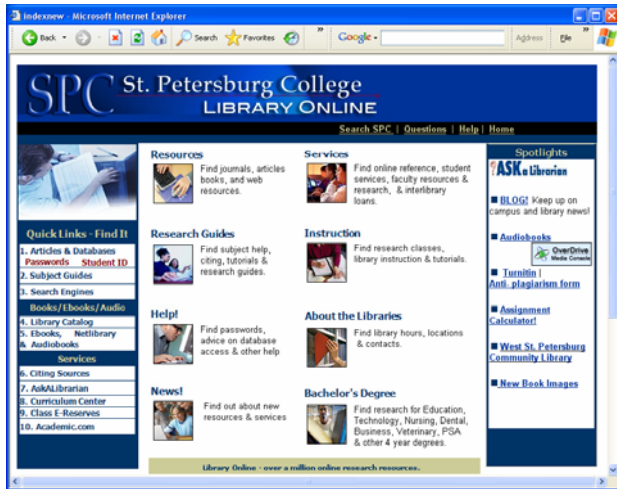 indexnew - Microsoft Internet Explorer
Back
Search
Favorites
"
Google
Address
File
"
SPC St. Petersburg College
LIBRARY ONLINE
Search SPC | Questions | Help | Home
Quick Links - Find It
1. Articles & Databases
Passwords Student ID
2. Subject Guides
3. Search Engines
Books/Ebooks/Audio
4. Library Catalog
5. Ebooks, Netlibrary
& Audiobooks
Services
6. Citing Sources
7. AskALibrarian
8. Curriculum Center
9. Class E-Reserves
10. Academic.com
Resources
Find journals, articles
books, and web
resources.
Services
Find online reference, student
services, faculty resources &
research, & interlibrary
loans.
Research Guides
Find subject help,
citing, tutorials &
research guides.
Instruction
Find research classes,
library instruction & tutorials.
Help!
Find passwords,
advice on database
access & other help
About the Libraries
Find library hours, locations
& contacts.
News!
Find out about new
resources & services
Bachelor's Degree
Find research for Education,
Technology, Nursing, Dental,
Business, Veterinary, PSA
& other 4 year degrees.
Library Online - over a million online research resources.
Spotlights
?ASK a Librarian
BLOG! Keep up on
campus and library news!
Audiobooks
OverDrive
Media Console
Turnitin |
Anti- plagiarism form
Assignment
Calculator!
West St. Petersburg
Community Library
New Book Images